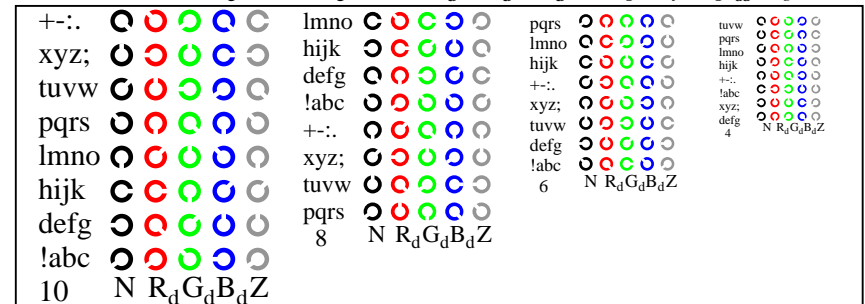 +-:.
xyz;
tuvw
pqrs
lmno
hijk
defg
!abc
10 N RdGdBdZ
lmno
hijk
defg
!abc
+-:.
xyz;
tuvw
pqrs
8 N RdGdBdZ
pqrs
lmno
hijk
+-:.
xyz;
tuvw
defg
!abc
6 N RdGdBdZ
tuvw
pqrs
lmno
hijk
+-:.
!abc
xyz;
defg
4 N RdGdBdZ